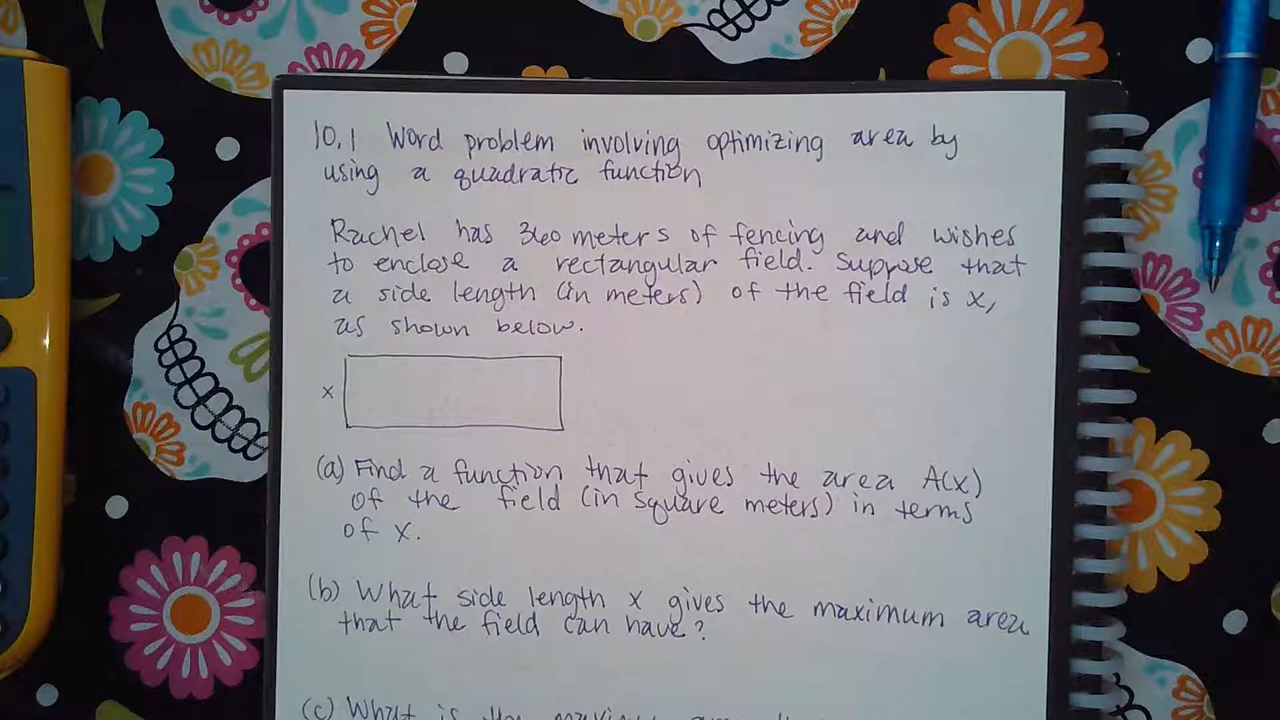 10.1 Word problem involving optimizing area by
using a quadratic function
Rachel has 360 meters of fencing and wishes
to enclose a rectangular field. Suppose that
a side length (in meters) of the field is x,
as shown below.
x
(a) Find a function that gives the area A(x)
of the field (in square meters) in terms
of x.
(b) What side length x gives the maximum area
that the field can have?
(c) What is the